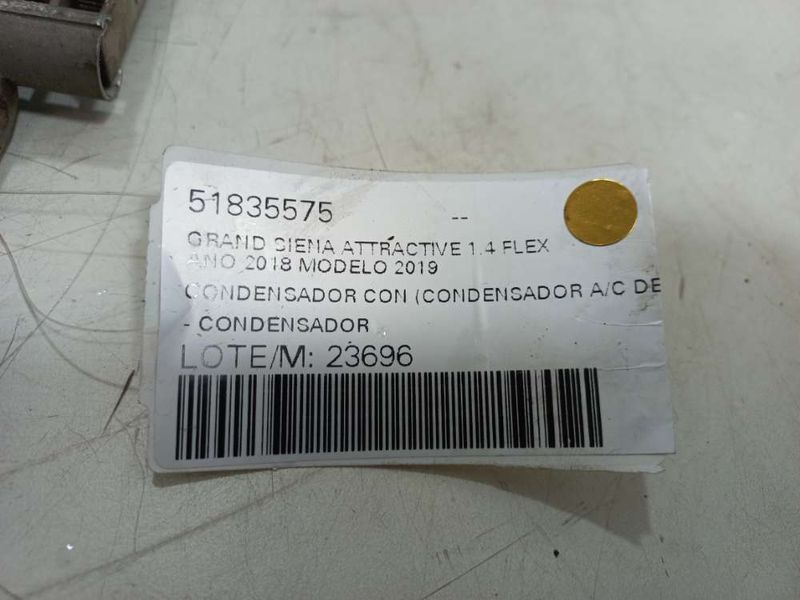 51835575 --
GRAND SIENA ATTRACTIVE 1.4 FLEX
ANO 2018 MODELO 2019
CONDENSADOR CON (CONDENSADOR A/C DE
- CONDENSADOR
LOTE/M: 23696